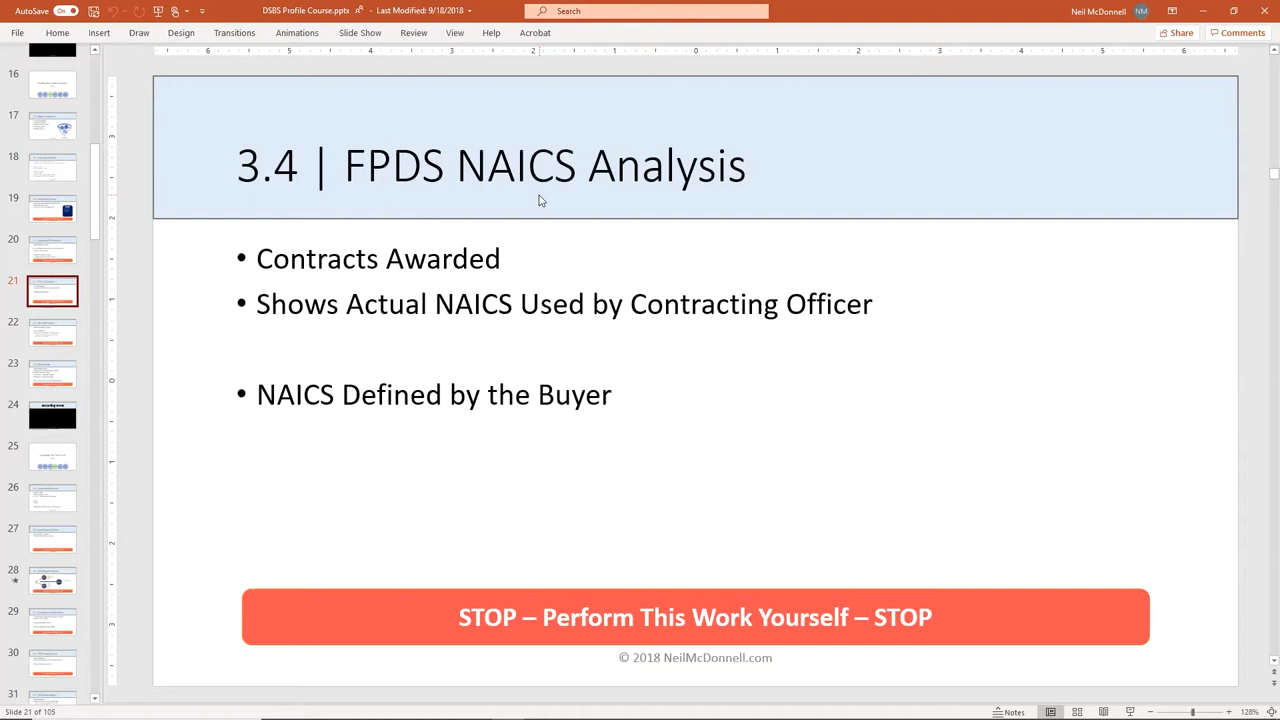 AutoSave
On
DSBS Profile Course.pptx
Last Modified: 9/18/2018
Search
Neil McDonnell
NM
File
Home
Insert
Draw
Design
Transitions
Animations
Slide Show
Review
View
Help
Acrobat
Share
Comments
3.4 | FPDS NAICS Analysis
• Contracts Awarded
• Shows Actual NAICS Used by Contracting Officer
• NAICS Defined by the Buyer
STOP – Perform This Work Yourself – STOP
© 2018 NeilMcDonnell.com
Slide 21 of 105
Notes
128%